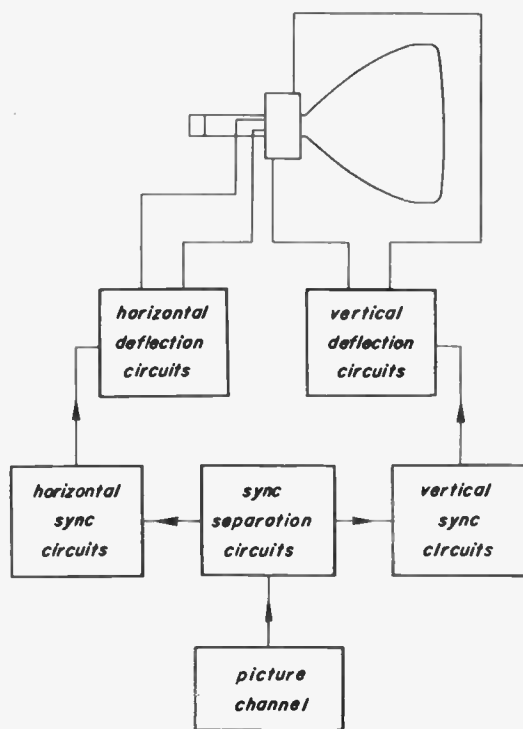 horizontal
deflection
circuits
vertical
deflection
circuits
horizontal
sync
circuits
sync
separation
circuits
vertical
sync
circuits
picture
channel